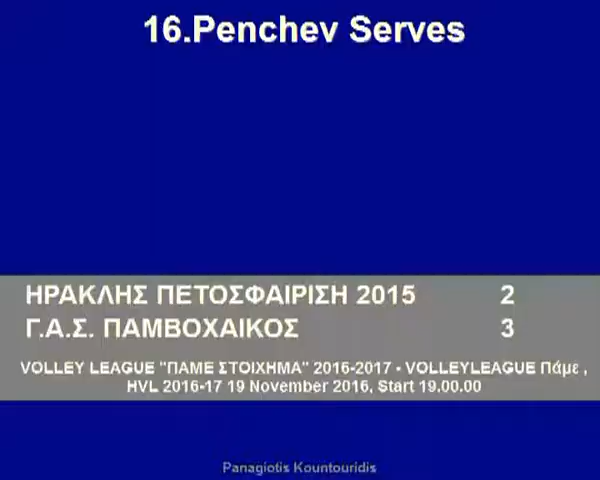 16.Penchev Serves
ΗΡΑΚΛΗΣ ΠΕΤΟΣΦΑΙΡΙΣΗ 2015 2
Γ.Α.Σ. ΠΑΜΒΟΧΑΙΚΟΣ 3
VOLLEY LEAGUE "ΠΑΜΕ ΣΤΟΙΧΗΜΑ" 2016-2017 - VOLLEYLEAGUE Πάμε ,
HVL 2016-17 19 November 2016, Start 19.00.00
Panagiotis Kountouridis